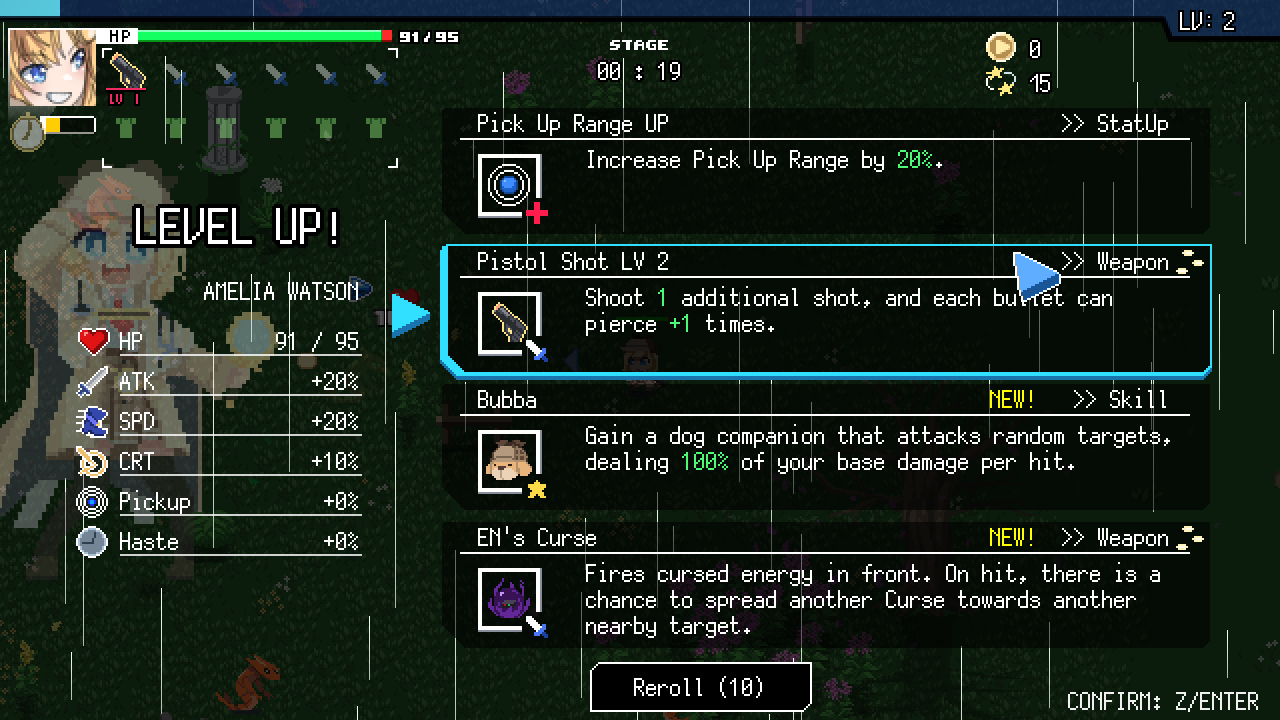 LV: 2
HP 91/95
LV 1
STAGE
00 : 19
0
15
LEVEL UP!
AMELIA WATSON
HP 91 / 95
ATK +20%
SPD +20%
CRT +10%
Pickup +0%
Haste +0%
Pick Up Range UP >> StatUp
Increase Pick Up Range by 20%.
Pistol Shot LV 2 >> Weapon
Shoot 1 additional shot, and each bullet can
pierce +1 times.
Bubba NEW! >> Skill
Gain a dog companion that attacks random targets,
dealing 100% of your base damage per hit.
EN's Curse NEW! >> Weapon
Fires cursed energy in front. On hit, there is a
chance to spread another Curse towards another
nearby target.
Reroll (10)
CONFIRM: Z/ENTER